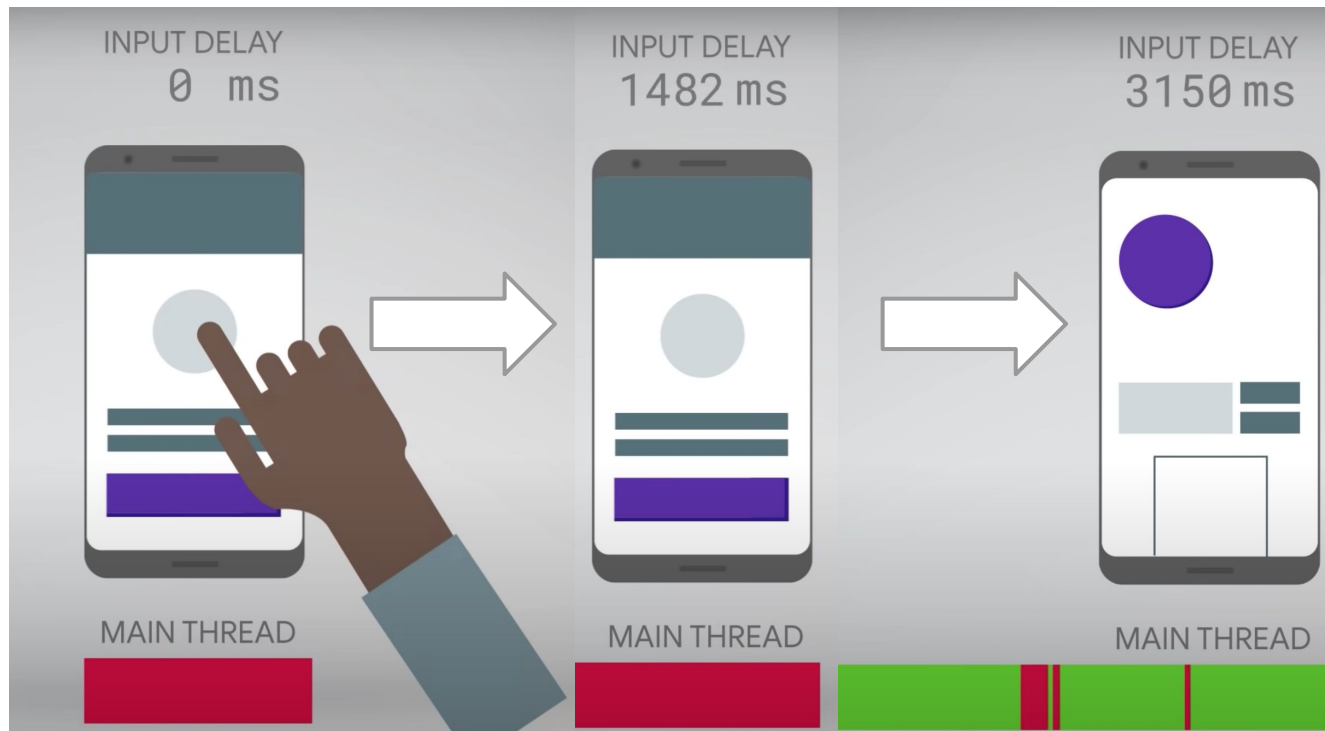 INPUT DELAY
0 ms
MAIN THREAD
INPUT DELAY
1482 ms
MAIN THREAD
INPUT DELAY
3150 ms
MAIN THREAD